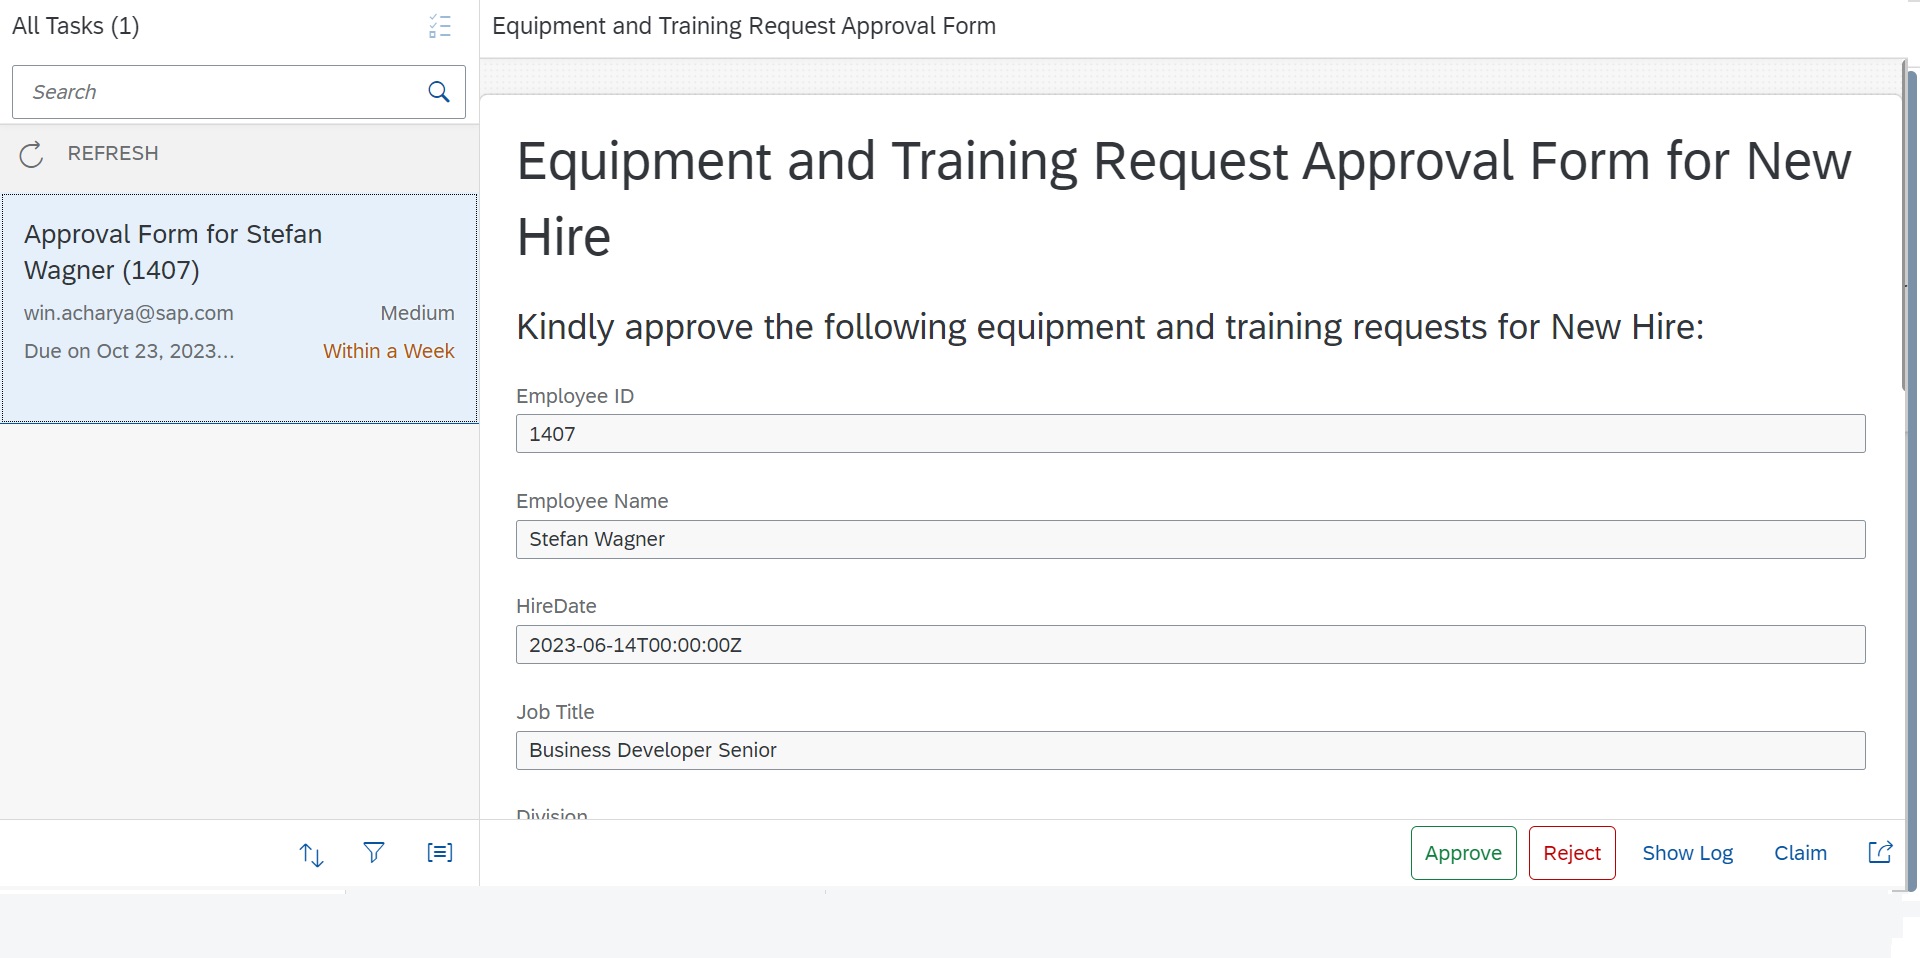 All Tasks (1)
Search
REFRESH
Approval Form for Stefan
Wagner (1407)
win.acharya@sap.com Medium
Due on Oct 23, 2023... Within a Week
Equipment and Training Request Approval Form
Equipment and Training Request Approval Form for New
Hire
Kindly approve the following equipment and training requests for New Hire:
Employee ID
1407
Employee Name
Stefan Wagner
HireDate
2023-06-14T00:00:00Z
Job Title
Business Developer Senior
Division
Approve Reject Show Log Claim